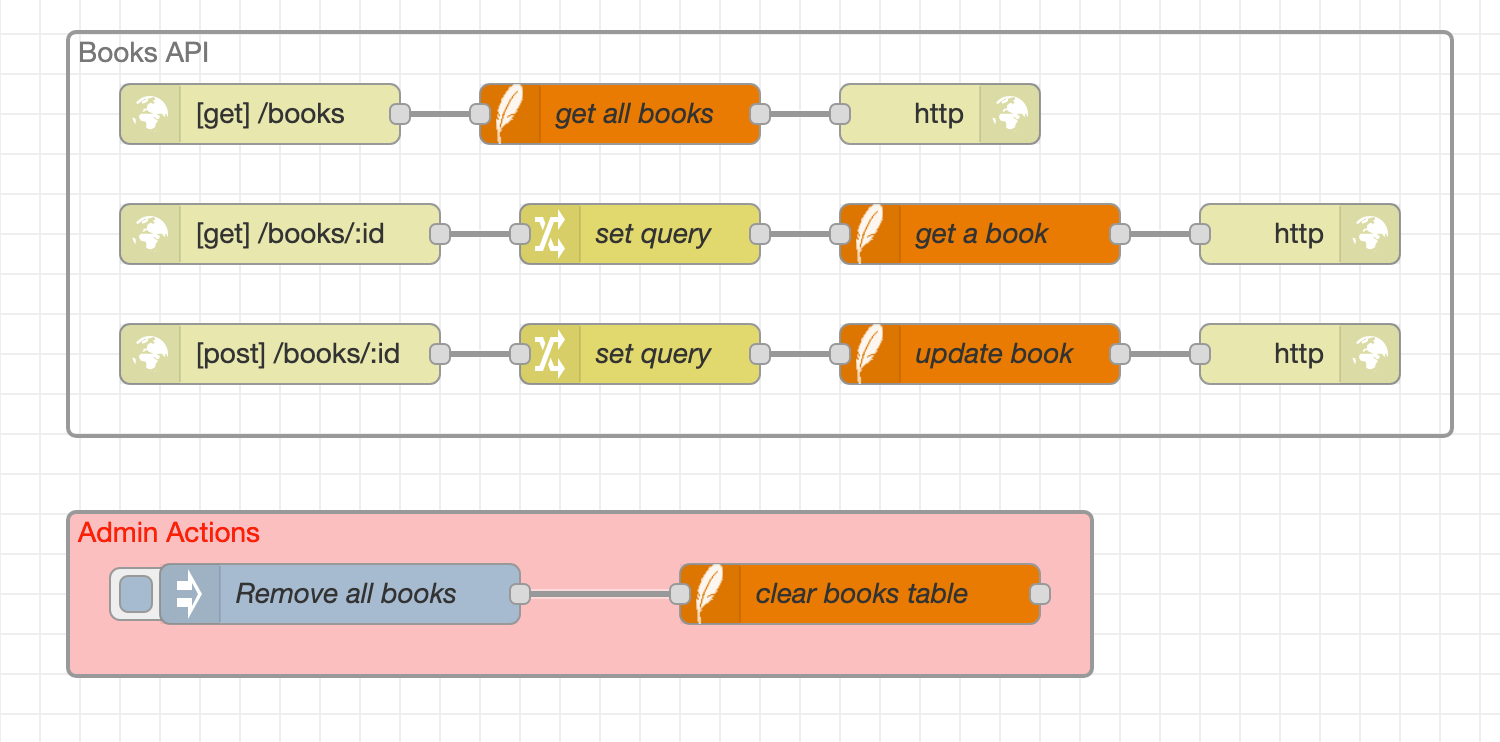 Books API
[get] /books
get all books
http
[get] /books/:id
set query
get a book
http
[post] /books/:id
set query
update book
http
Admin Actions
Remove all books
clear books table